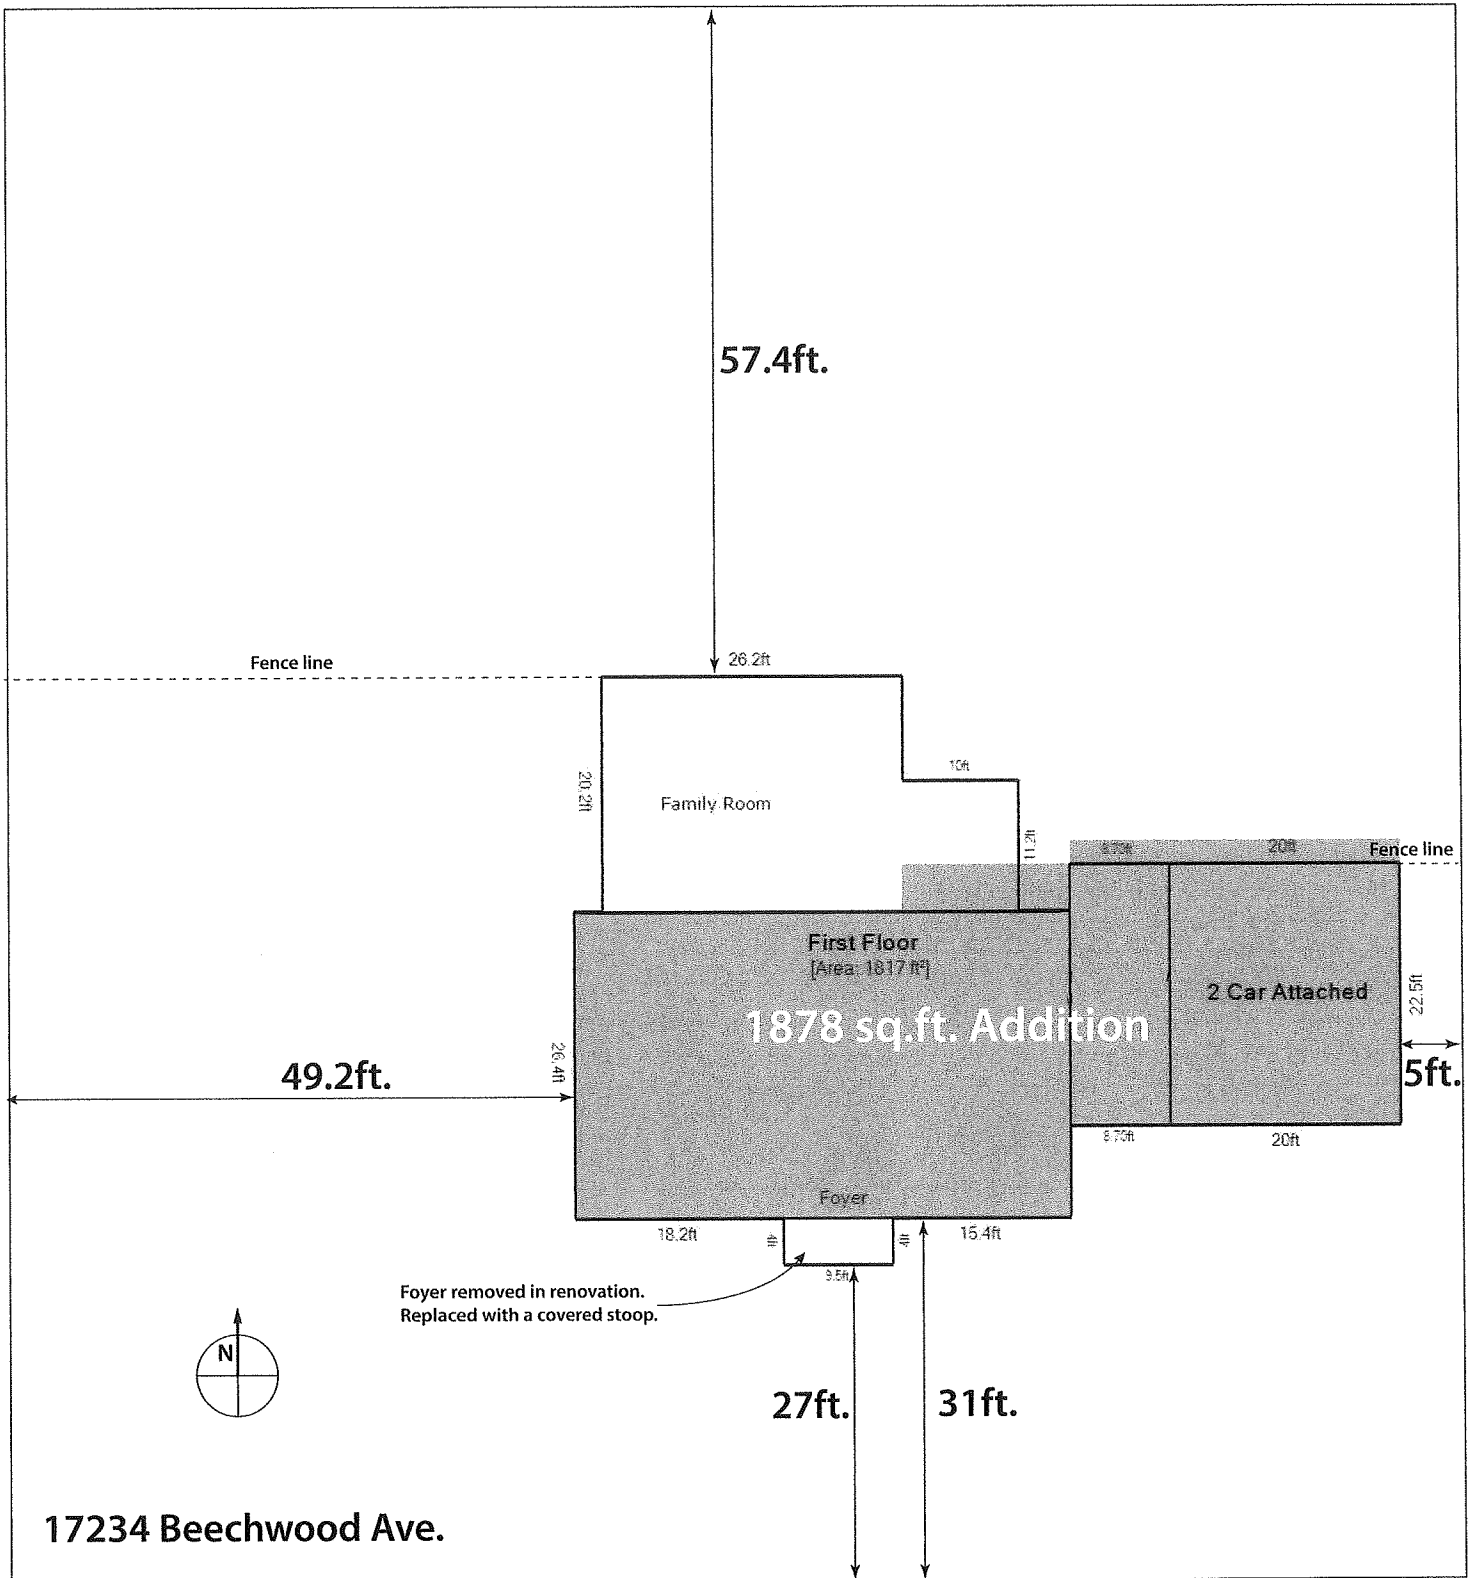 57.4ft.
26.2ft
Fence line
10ft
20.2ft
Family Room
11.2ft
8.70ft
20ft
Fence line
First Floor
[Area: 1817 ft²]
2 Car Attached
22.5ft
1878 sq.ft. Addition
26.4ft
49.2ft.
5ft.
8.70ft
20ft
Foyer
18.2ft
4ft
4ft
15.4ft
9.5ft
Foyer removed in renovation.
Replaced with a covered stoop.
N
27ft.
31ft.
17234 Beechwood Ave.